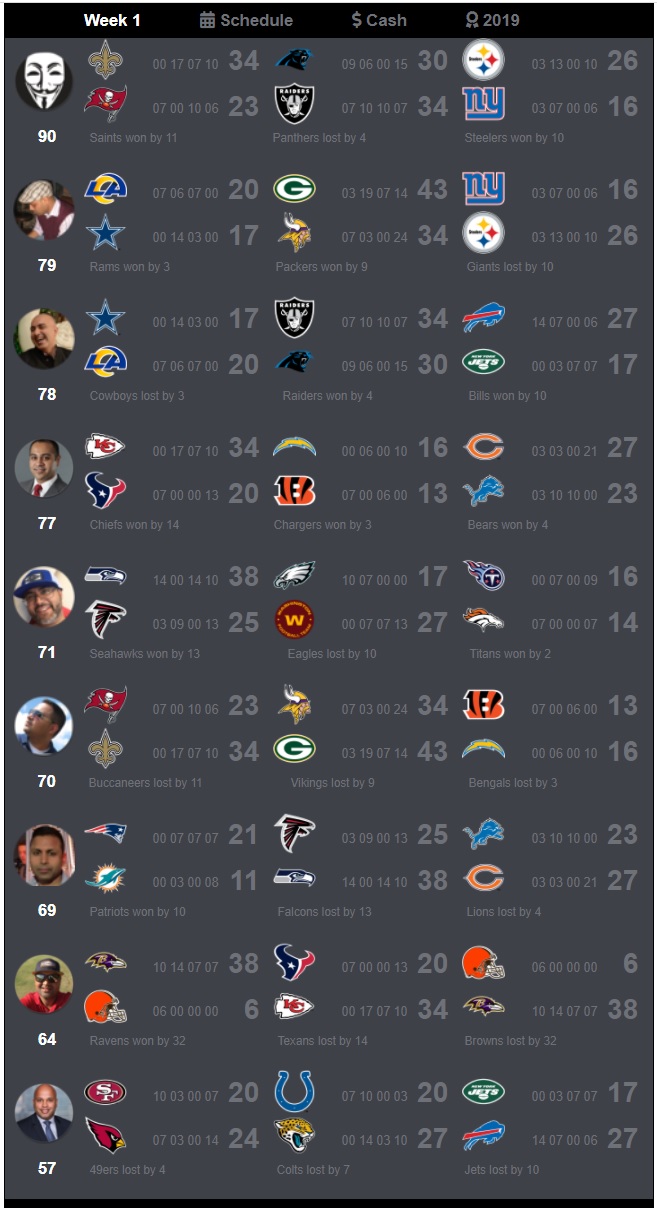 Week 1 Schedule $ Cash 2019
00 17 07 10 34 09 06 00 15 30 Steelers 03 13 00 10 26
07 00 10 06 23 RAIDERS 07 10 10 07 34 ny 03 07 00 06 16
90 Saints won by 11 Panthers lost by 4 Steelers won by 10
LA 07 06 07 00 20 G 03 19 07 14 43 ny 03 07 00 06 16
00 14 03 00 17 07 03 00 24 34 Steelers 03 13 00 10 26
79 Rams won by 3 Packers won by 9 Giants lost by 10
00 14 03 00 17 RAIDERS 07 10 10 07 34 14 07 00 06 27
LA 07 06 07 00 20 09 06 00 15 30 NEW YORK JETS 00 03 07 07 17
78 Cowboys lost by 3 Raiders won by 4 Bills won by 10
KC 00 17 07 10 34 00 06 00 10 16 C 03 03 00 21 27
07 00 00 13 20 B 07 00 06 00 13 03 10 10 00 23
77 Chiefs won by 14 Chargers won by 3 Bears won by 4
14 00 14 10 38 10 07 00 00 17 T 00 07 00 09 16
03 09 00 13 25 WASHINGTON W FOOTBALL TEAM 00 07 07 13 27 07 00 00 07 14
71 Seahawks won by 13 Eagles lost by 10 Titans won by 2
07 00 10 06 23 07 03 00 24 34 B 07 00 06 00 13
00 17 07 10 34 G 03 19 07 14 43 00 06 00 10 16
70 Buccaneers lost by 11 Vikings lost by 9 Bengals lost by 3
00 07 07 07 21 03 09 00 13 25 03 10 10 00 23
00 03 00 08 11 14 00 14 10 38 C 03 03 00 21 27
69 Patriots won by 10 Falcons lost by 13 Lions lost by 4
10 14 07 07 38 07 00 00 13 20 06 00 00 00 6
06 00 00 00 6 KC 00 17 07 10 34 10 14 07 07 38
64 Ravens won by 32 Texans lost by 14 Browns lost by 32
SF 10 03 00 07 20 07 10 00 03 20 NEW YORK JETS 00 03 07 07 17
07 03 00 14 24 00 14 03 10 27 14 07 00 06 27
57 49ers lost by 4 Colts lost by 7 Jets lost by 10